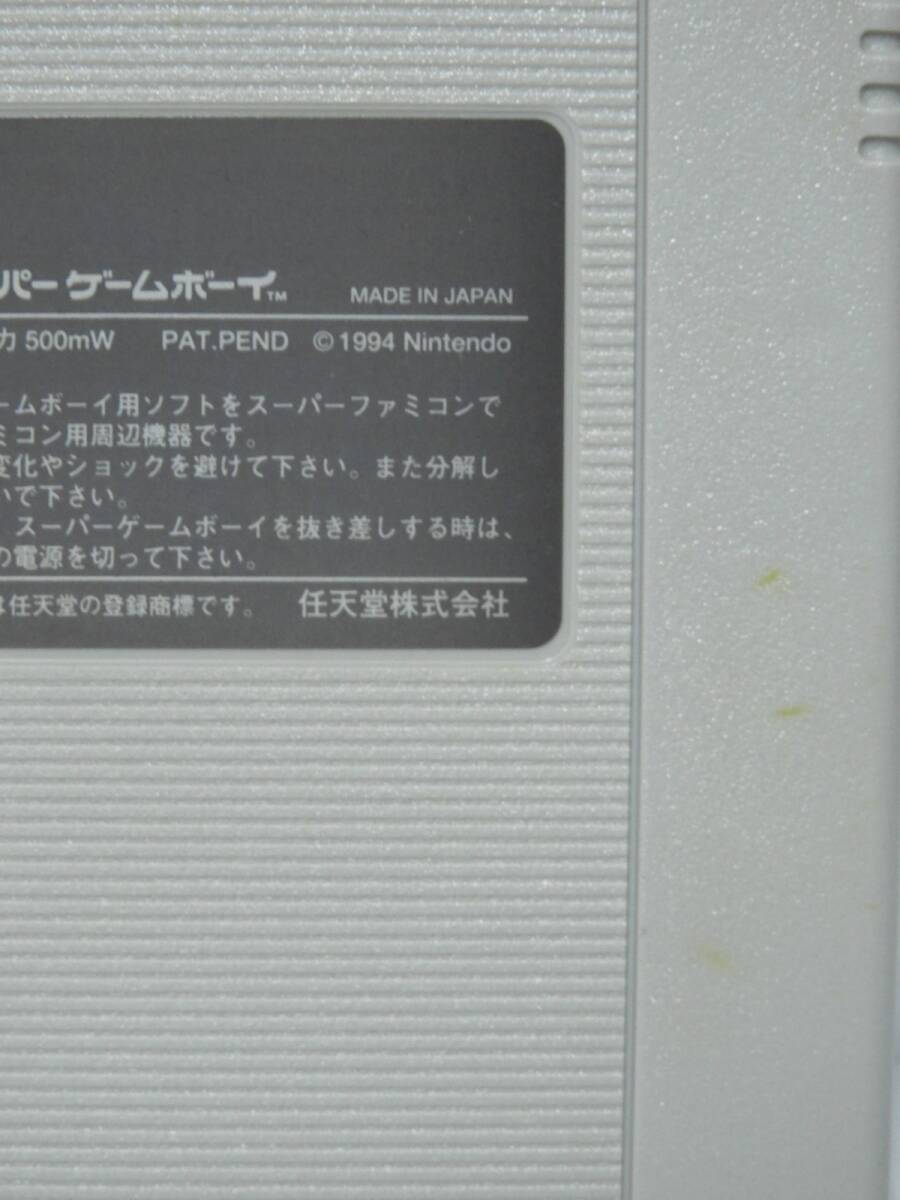 パーゲームボーイ™ MADE IN JAPAN
力 500mW PAT.PEND ©1994 Nintendo
ームボーイ用ソフトをスーパーファミコンで
ミコン用周辺機器です。
変化やショックを避けて下さい。また分解し
いで下さい。
、スーパーゲームボーイを抜き差しする時は、
の電源を切って下さい。
は任天堂の登録商標です。 任天堂株式会社